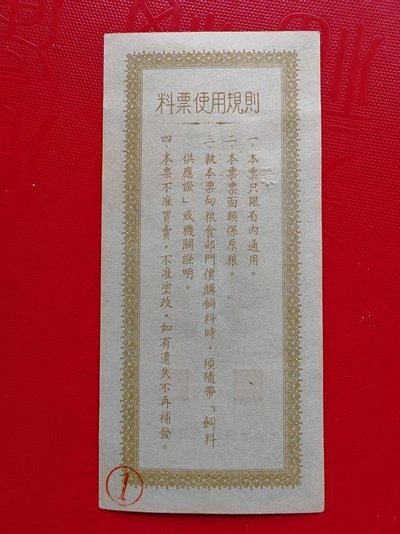 料票使用規則
一、本票只限省內通用。
二、本票票面額係原粮。
三、執本票向粮食部門價購飼料時，須隨帶「飼料
供應證」或機關證明。
四、本票不准買賣，不准塗改，如有遺失不再補發。
1